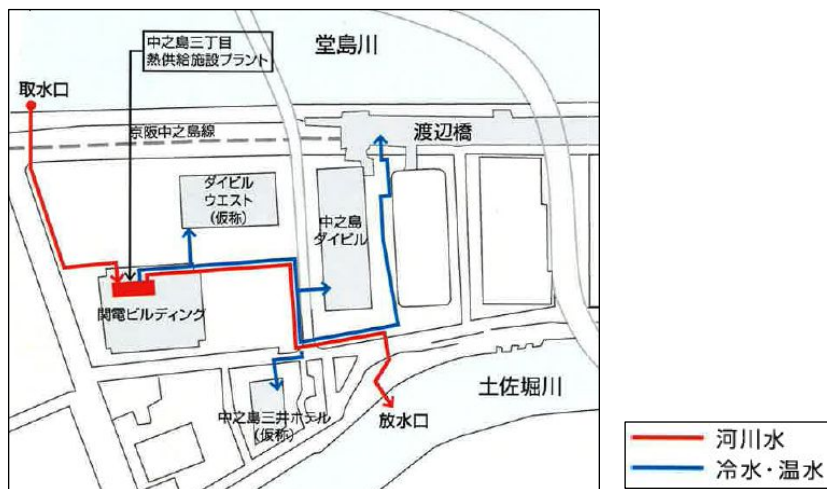 中之島三丁目
熱供給施設プラント
堂島川
取水口
京阪中之島線
渡辺橋
ダイビル
ウエスト
(仮称)
中之島
ダイビル
関電ビルディング
土佐堀川
中之島三井ホテル
(仮称)
放水口
河川水
冷水・温水